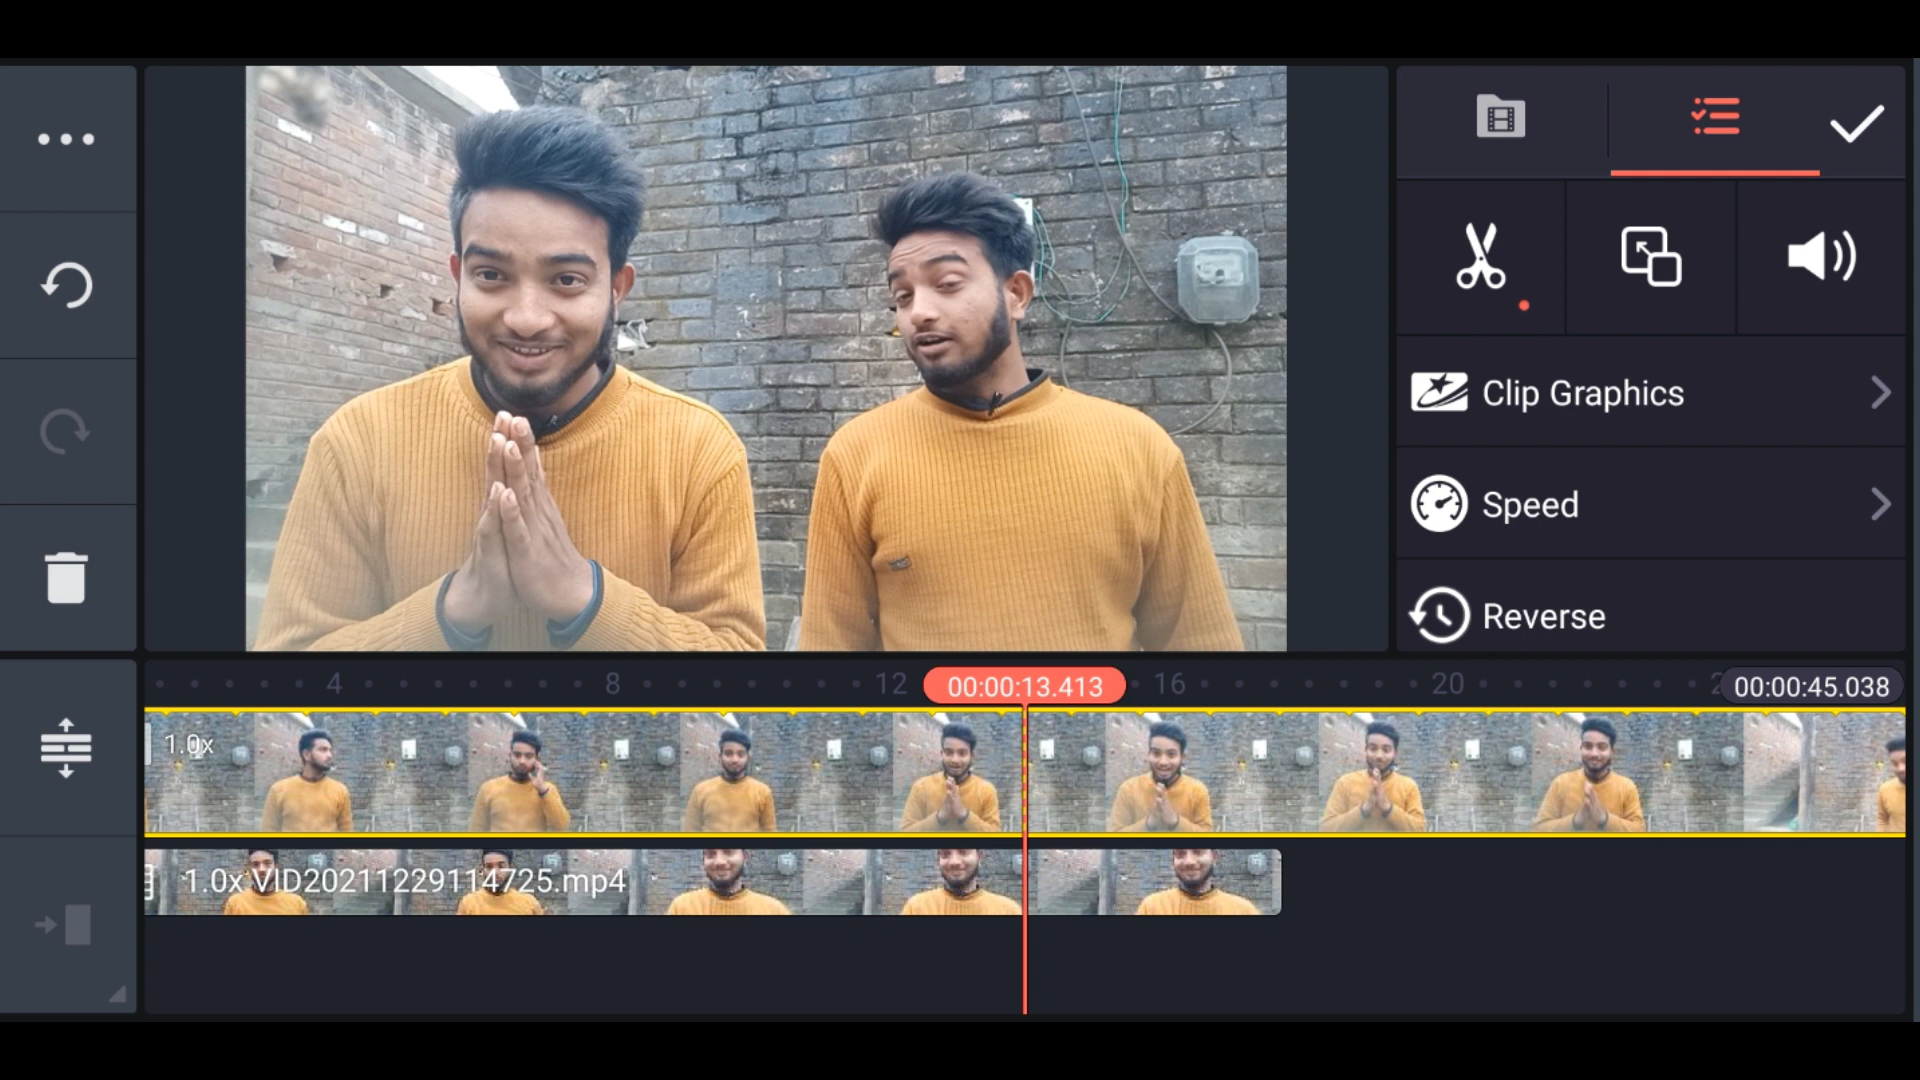 Clip Graphics
Speed
Reverse
4
8
12
00:00:13.413
16
20
00:00:45.038
1.0x
1.0x VID20211229114725.mp4